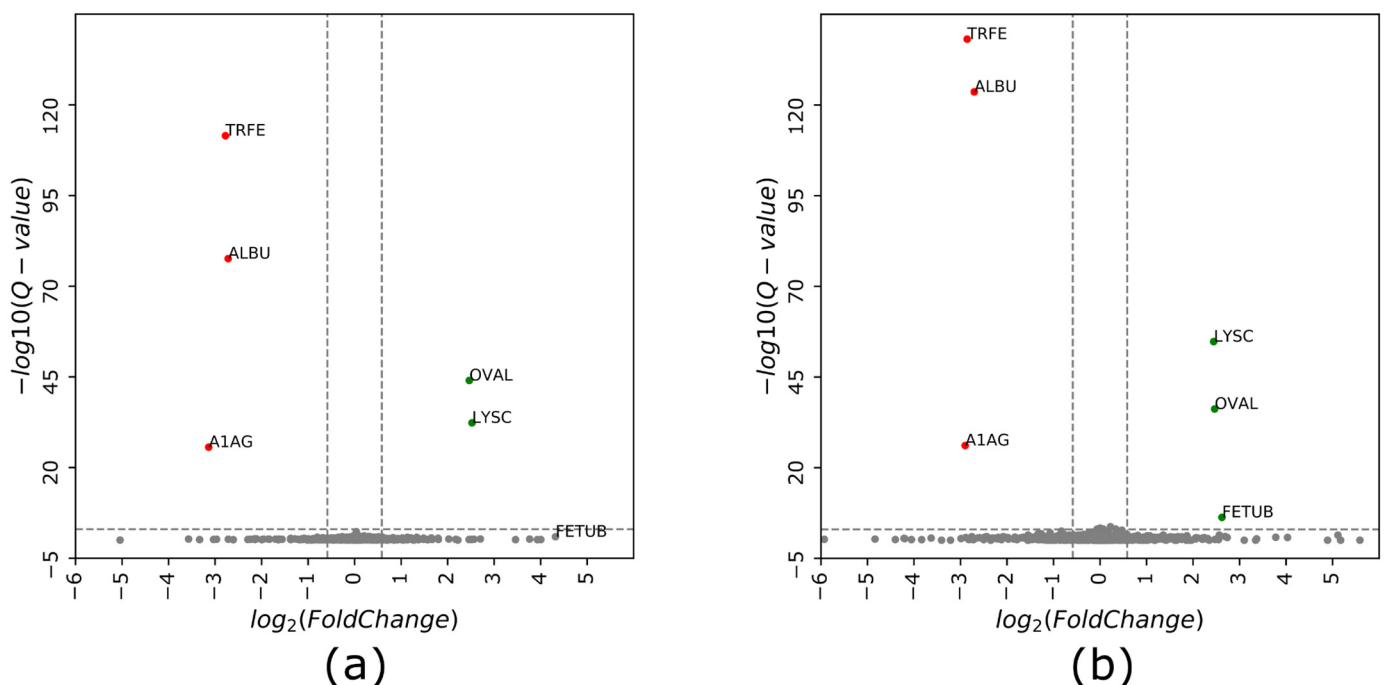 TRFE
ALBU
OVAL
LYSC
A1AG
FETUB
120
95
70
45
20
−5
−log10(Q − value)
−6
−5
−4
−3
−2
−1
0
1
2
3
4
5
log2(FoldChange)
(a)
TRFE
ALBU
LYSC
OVAL
A1AG
FETUB
120
95
70
45
20
−5
−log10(Q − value)
−6
−5
−4
−3
−2
−1
0
1
2
3
4
5
log2(FoldChange)
(b)